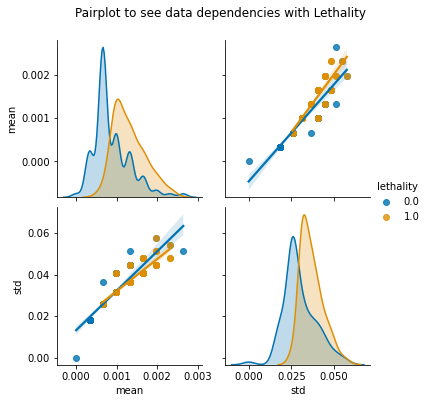 Pairplot to see data dependencies with Lethality
0.002
0.001
0.000
mean
lethality
0.0
1.0
0.06
0.04
0.02
0.00
std
0.000 0.001 0.002 0.003
mean
0.000 0.025 0.050
std